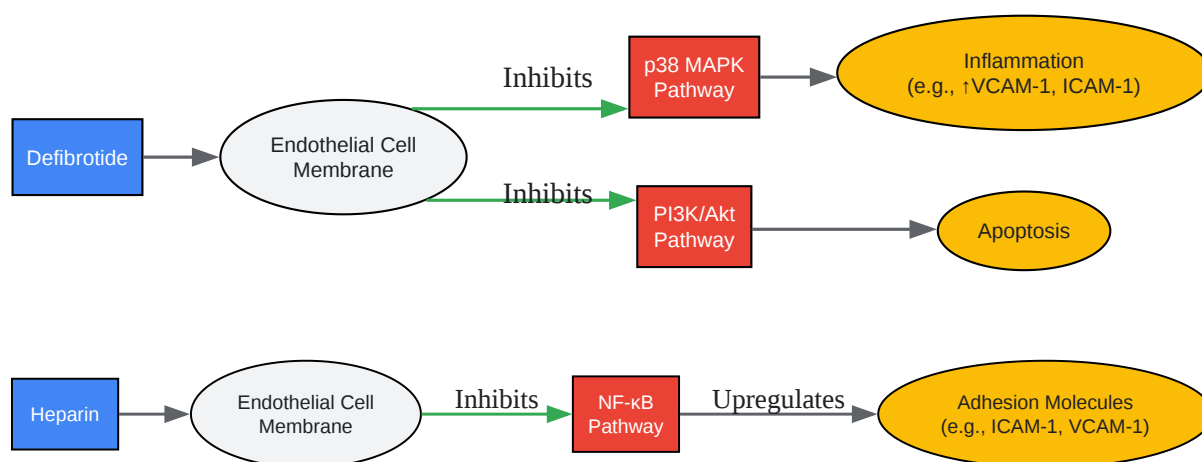 Defibrotide
Endothelial Cell
Membrane
Inhibits
p38 MAPK
Pathway
Inflammation
(e.g., ↑VCAM-1, ICAM-1)
Inhibits
PI3K/Akt
Pathway
Apoptosis
Heparin
Endothelial Cell
Membrane
Inhibits
NF-κB
Pathway
Upregulates
Adhesion Molecules
(e.g., ICAM-1, VCAM-1)